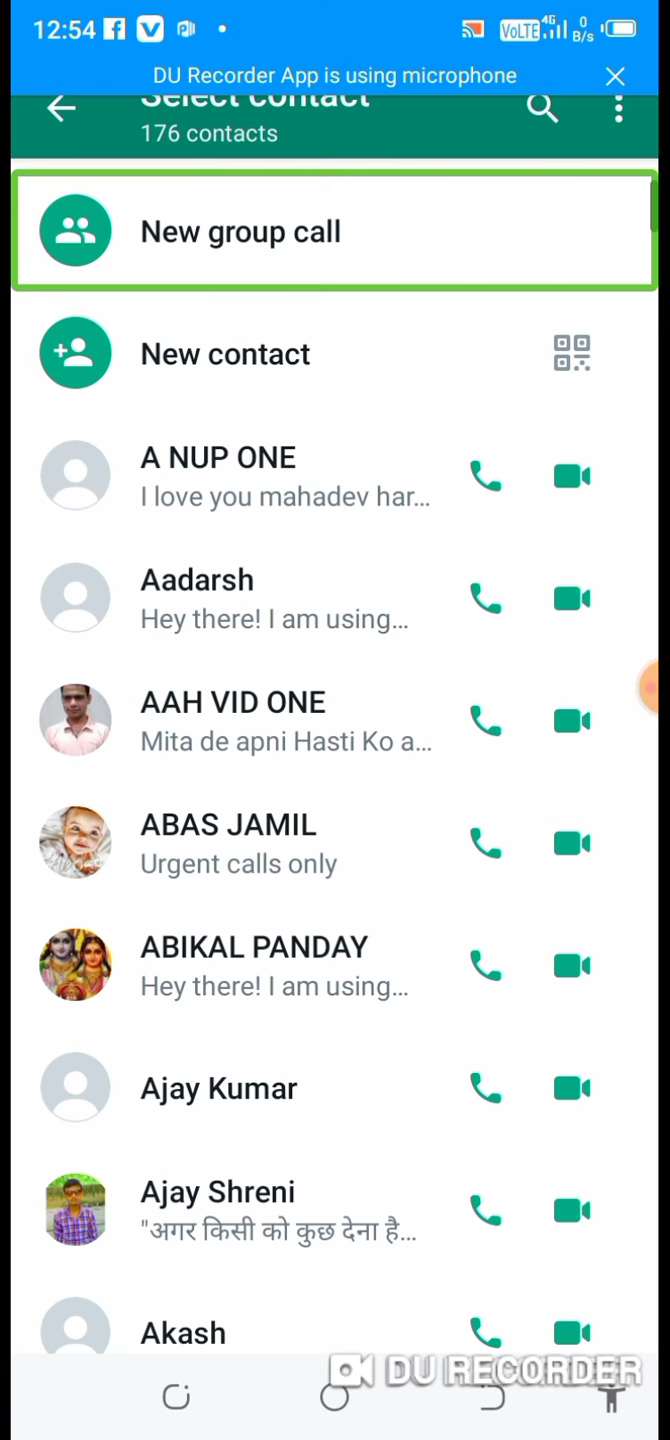 12:54 VoLTE 4G 0 B/s
DU Recorder App is using microphone
Select contact
176 contacts
New group call
New contact
A NUP ONE
I love you mahadev har...
Aadarsh
Hey there! I am using...
AAH VID ONE
Mita de apni Hasti Ko a...
ABAS JAMIL
Urgent calls only
ABIKAL PANDAY
Hey there! I am using...
Ajay Kumar
Ajay Shreni
"अगर किसी को कुछ देना है...
Akash
DU RECORDER